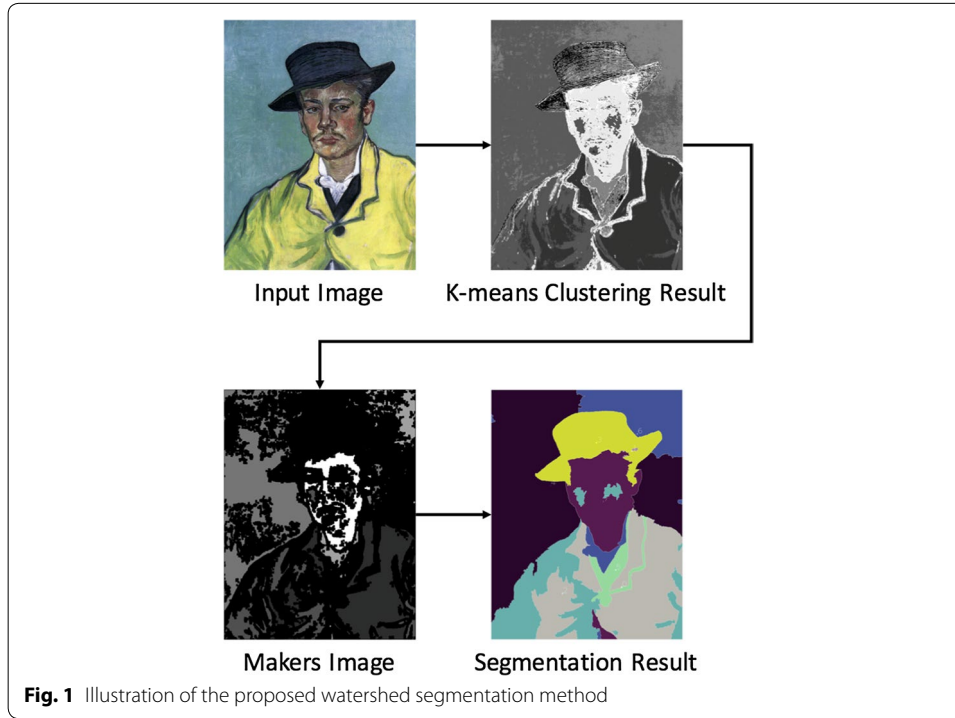 Input Image
K-means Clustering Result
Makers Image
Segmentation Result
Fig. 1 Illustration of the proposed watershed segmentation method